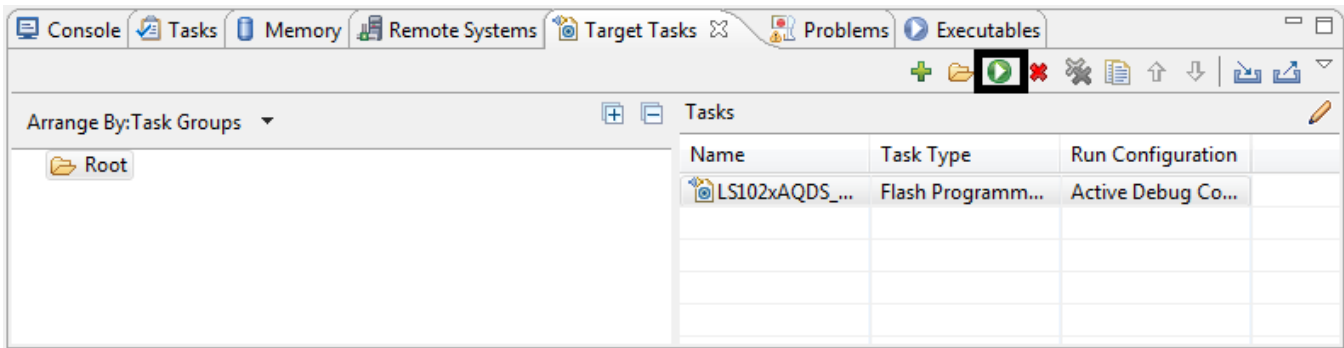 Console Tasks Memory Remote Systems Target Tasks Problems Executables
Arrange By:Task Groups
Root
Tasks
Name Task Type Run Configuration
LS102xAQDS_... Flash Programm... Active Debug Co...